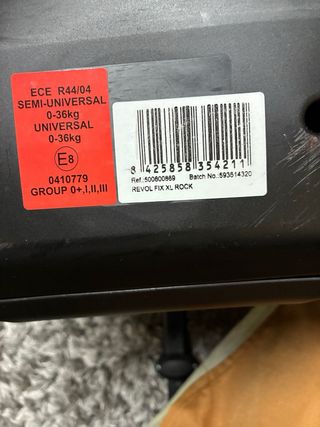 ECE R44/04
SEMI-UNIVERSAL
0-36kg
UNIVERSAL
0-36kg
E8
0410779
GROUP 0+,I,II,III
8 425858 354211
Ref.:500600869 Batch No.:593514320
REVOL FIX XL ROCK